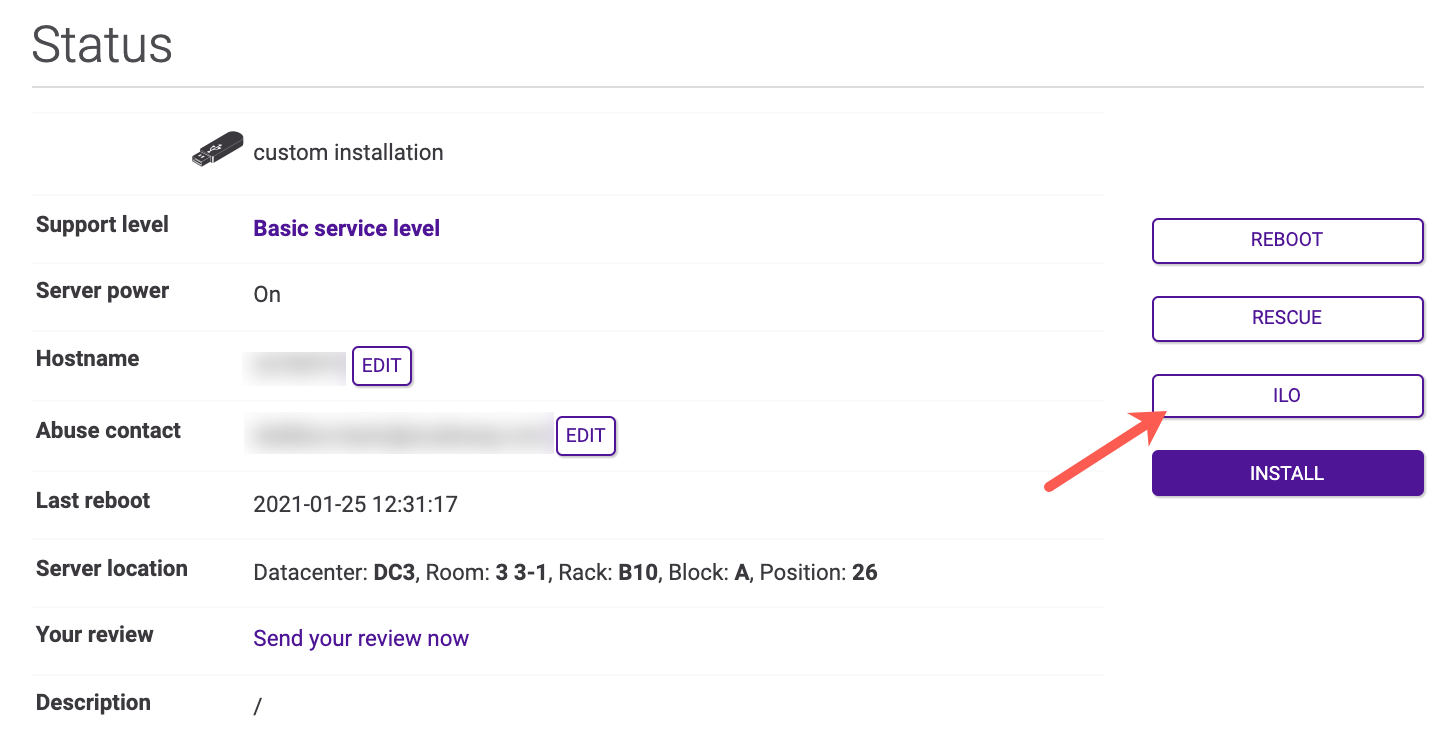 Status
custom installation
Support level Basic service level
REBOOT
Server power On
RESCUE
Hostname EDIT
ILO
Abuse contact EDIT
INSTALL
Last reboot 2021-01-25 12:31:17
Server location Datacenter: DC3, Room: 3 3-1, Rack: B10, Block: A, Position: 26
Your review Send your review now
Description /